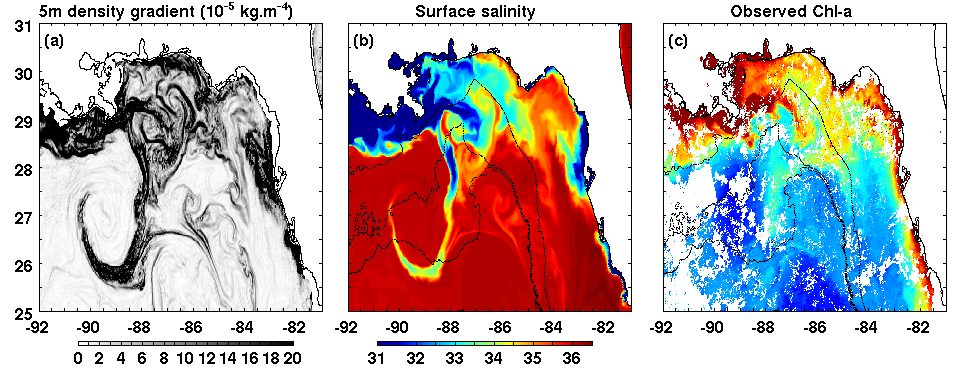 5m density gradient (10⁻⁵ kg.m⁻⁴)
Surface salinity
Observed Chl-a
(a)
(b)
(c)
31
30
29
28
27
26
25
-92 -90 -88 -86 -84 -82
-92 -90 -88 -86 -84 -82
-92 -90 -88 -86 -84 -82
0 2 4 6 8 10 12 14 16 18 20
31 32 33 34 35 36